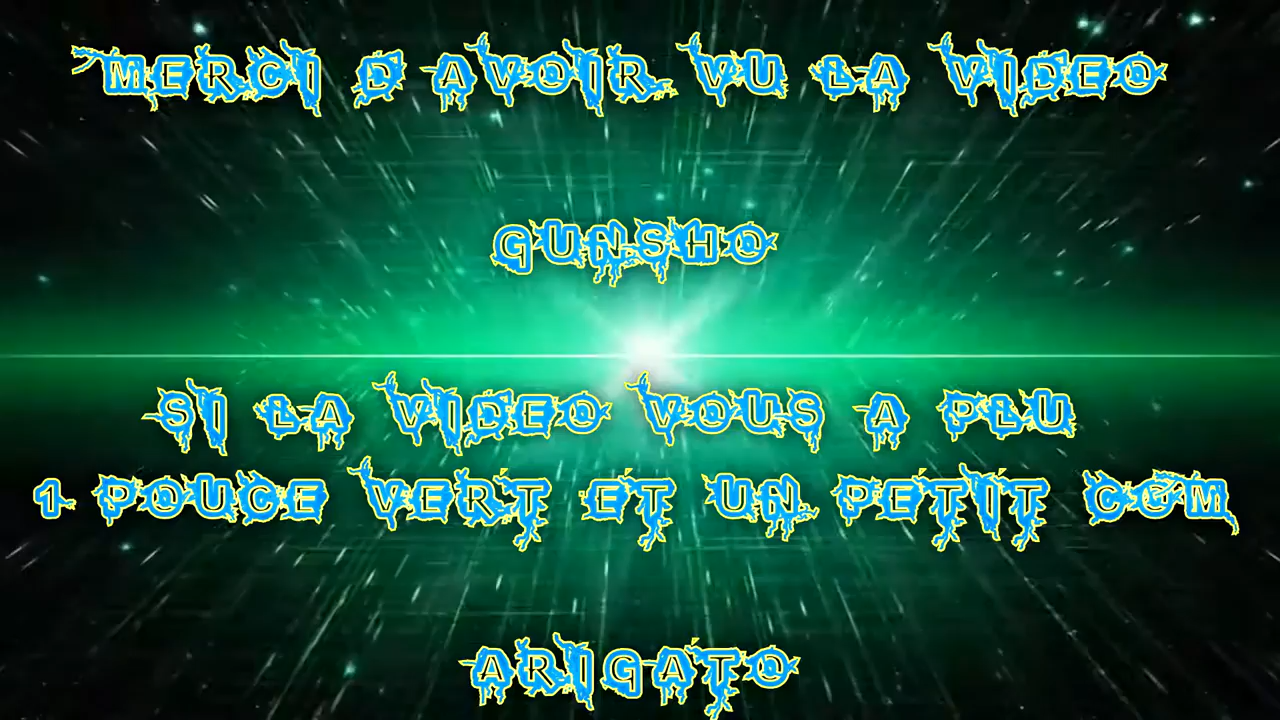 MERCI D AVOIR VU LA VIDEO
GUNSHO
SI LA VIDEO VOUS A PLU
1 POUCE VERT ET UN PETIT COM
ARIGATO